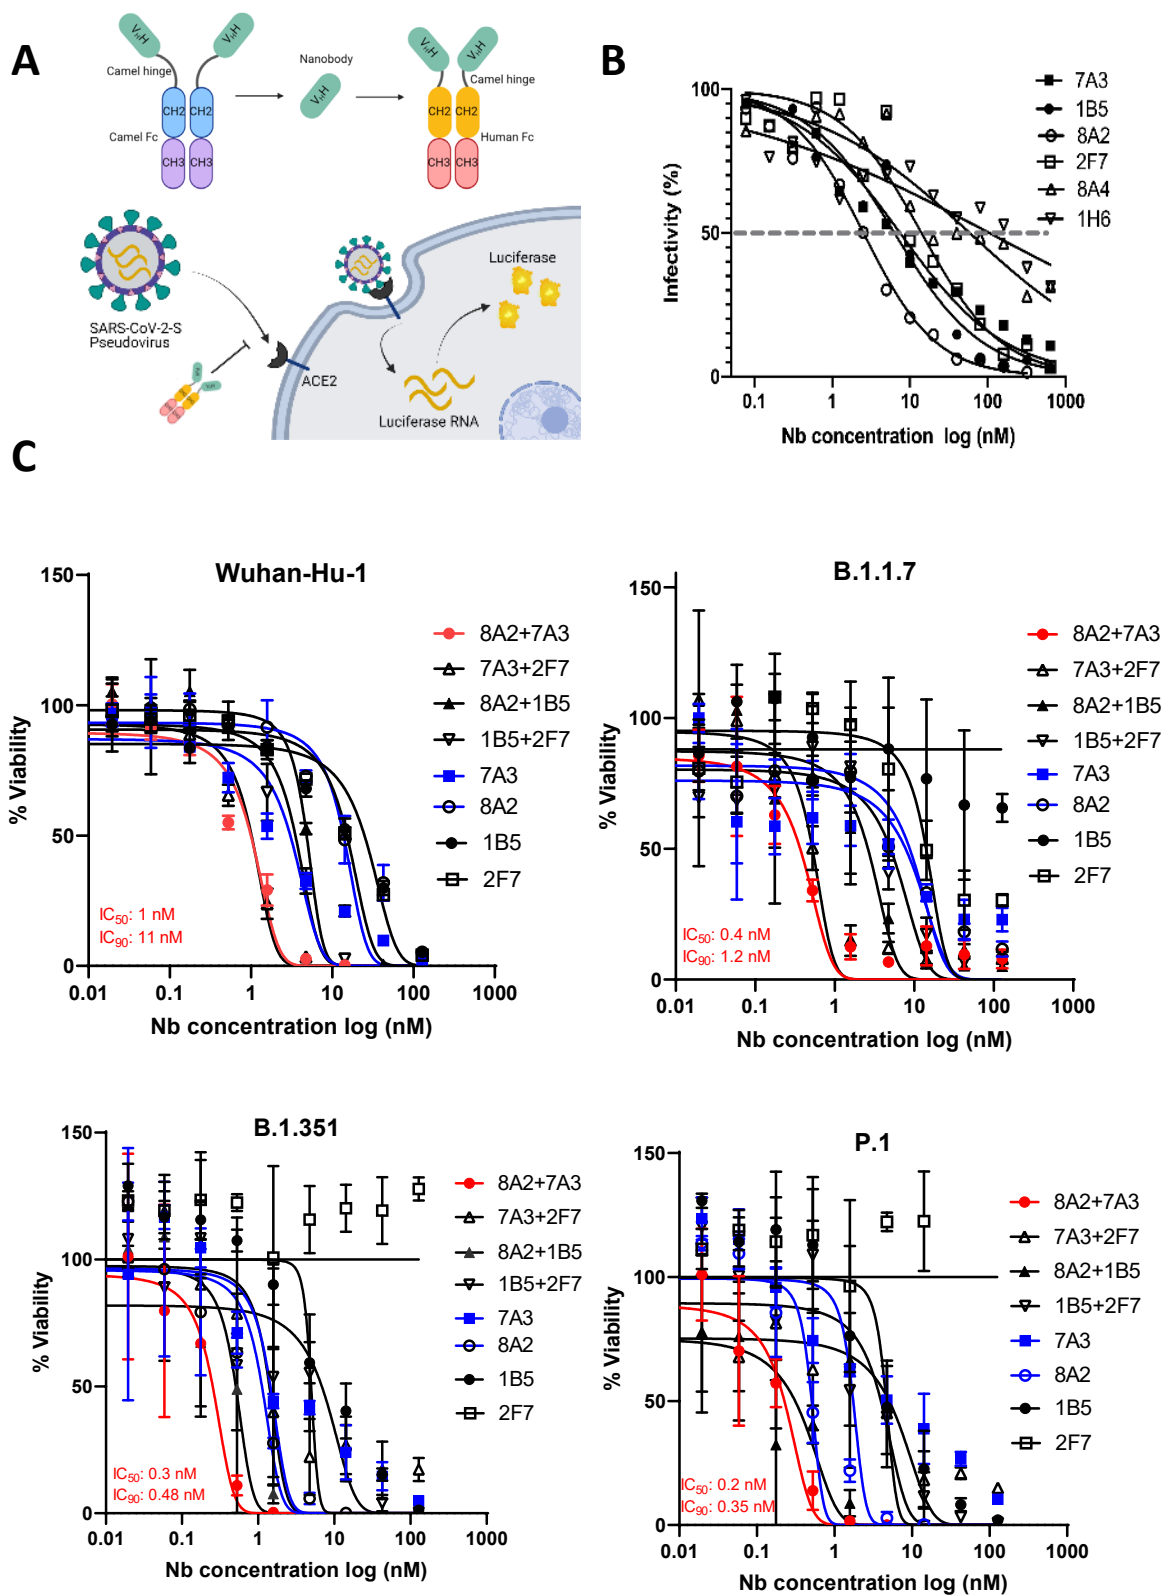 A
VHH
VHH
Camel hinge
CH2
CH2
Camel Fc
CH3
CH3
Nanobody
VHH
VHH
VHH
Camel hinge
CH2
CH2
Human Fc
CH3
CH3
SARS-CoV-2-S
Pseudovirus
ACE2
Luciferase
Luciferase RNA
B
Infectivity (%)
100
50
0
0.1
1
10
100
1000
Nb concentration log (nM)
7A3
1B5
8A2
2F7
8A4
1H6
C
Wuhan-Hu-1
% Viability
150
100
50
0
0.01
0.1
1
10
100
1000
Nb concentration log (nM)
IC50: 1 nM
IC90: 11 nM
8A2+7A3
7A3+2F7
8A2+1B5
1B5+2F7
7A3
8A2
1B5
2F7
B.1.1.7
% Viability
150
100
50
0
0.01
0.1
1
10
100
1000
Nb concentration log (nM)
IC50: 0.4 nM
IC90: 1.2 nM
8A2+7A3
7A3+2F7
8A2+1B5
1B5+2F7
7A3
8A2
1B5
2F7
B.1.351
% Viability
150
100
50
0
0.01
0.1
1
10
100
1000
Nb concentration log (nM)
IC50: 0.3 nM
IC90: 0.48 nM
8A2+7A3
7A3+2F7
8A2+1B5
1B5+2F7
7A3
8A2
1B5
2F7
P.1
% Viability
150
100
50
0
0.01
0.1
1
10
100
1000
Nb concentration log (nM)
IC50: 0.2 nM
IC90: 0.35 nM
8A2+7A3
7A3+2F7
8A2+1B5
1B5+2F7
7A3
8A2
1B5
2F7